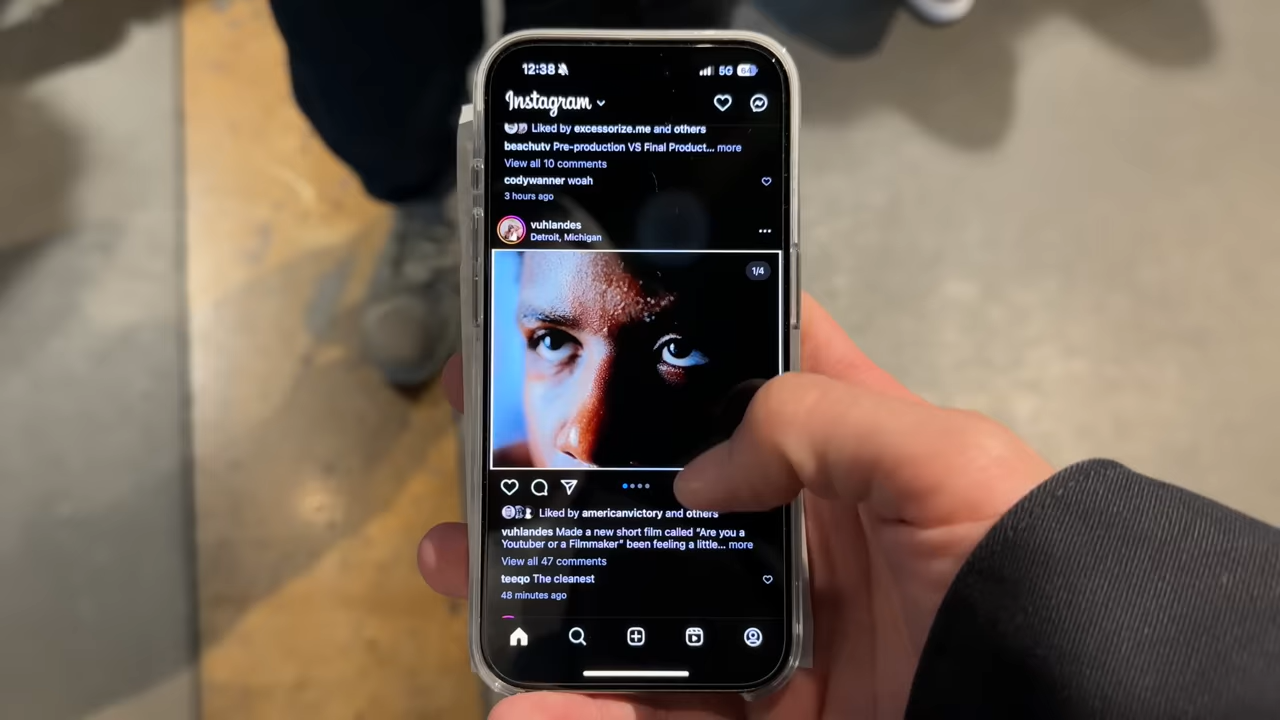 12:38
5G 64
Instagram
Liked by excessorize.me and others
beachutv Pre-production VS Final Product... more
View all 10 comments
codywanner woah
3 hours ago
vuhlandes
Detroit, Michigan
1/4
Liked by americanvictory and others
vuhlandes Made a new short film called "Are you a
Youtuber or a Filmmaker" been feeling a little... more
View all 47 comments
teeqo The cleanest
48 minutes ago